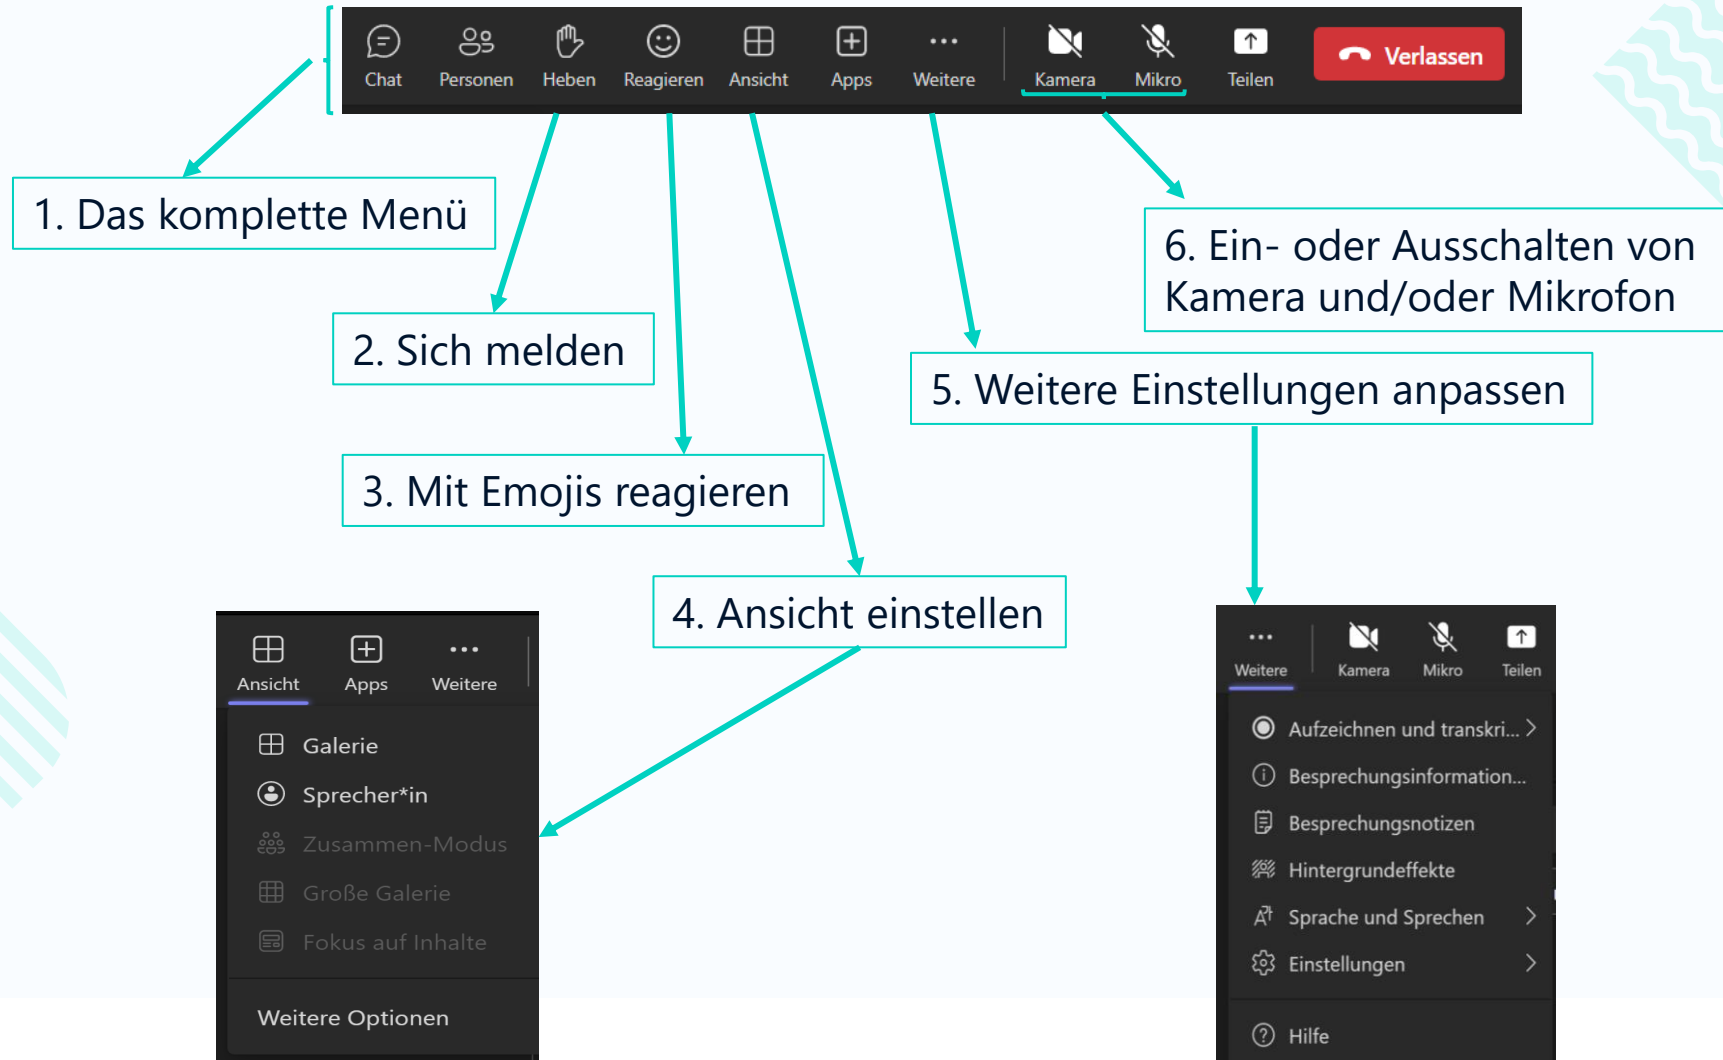 Chat Personen Heben Reagieren Ansicht Apps Weitere Kamera Mikro Teilen Verlassen
1. Das komplette Menü
6. Ein- oder Ausschalten von
Kamera und/oder Mikrofon
2. Sich melden
5. Weitere Einstellungen anpassen
3. Mit Emojis reagieren
4. Ansicht einstellen
Ansicht Apps Weitere
Galerie
Sprecher*in
Zusammen-Modus
Große Galerie
Fokus auf Inhalte
Weitere Optionen
Weitere Kamera Mikro Teilen
Aufzeichnen und transkri...
Besprechungsinformation...
Besprechungsnotizen
Hintergrundeffekte
Sprache und Sprechen
Einstellungen
Hilfe